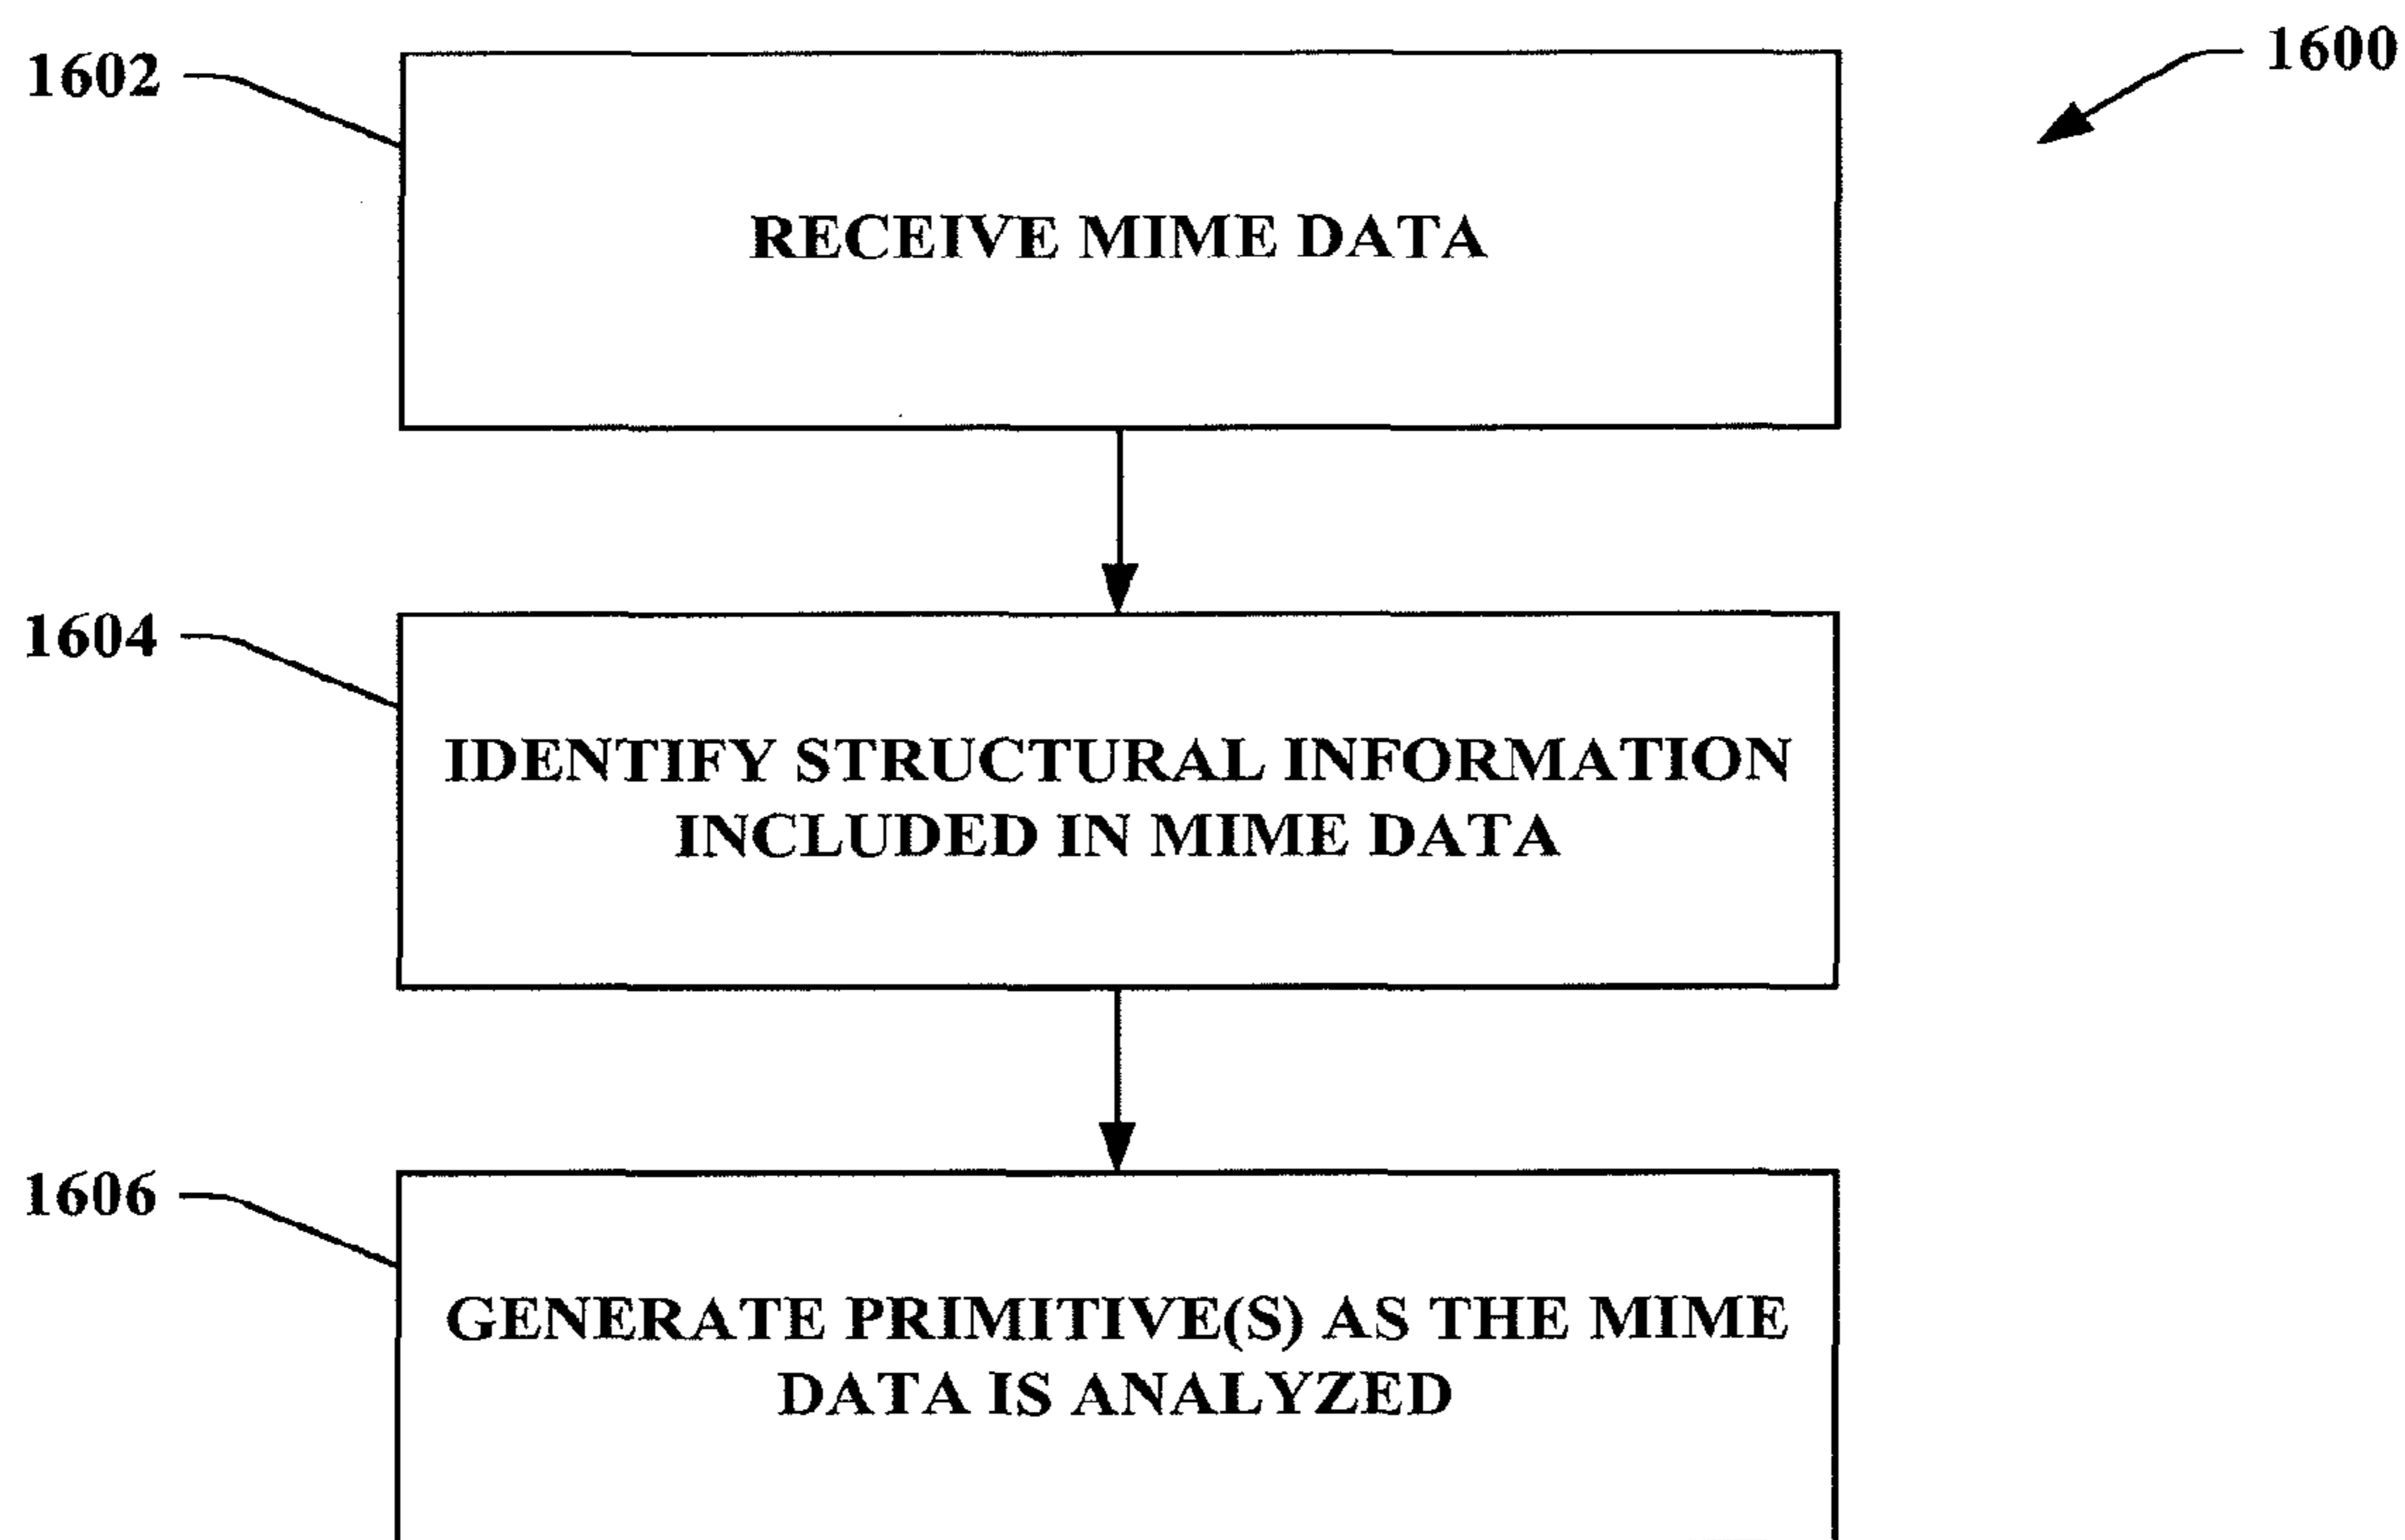 1600
1602
RECEIVE MIME DATA
1604
IDENTIFY STRUCTURAL INFORMATION
INCLUDED IN MIME DATA
1606
GENERATE PRIMITIVE(S) AS THE MIME
DATA IS ANALYZED